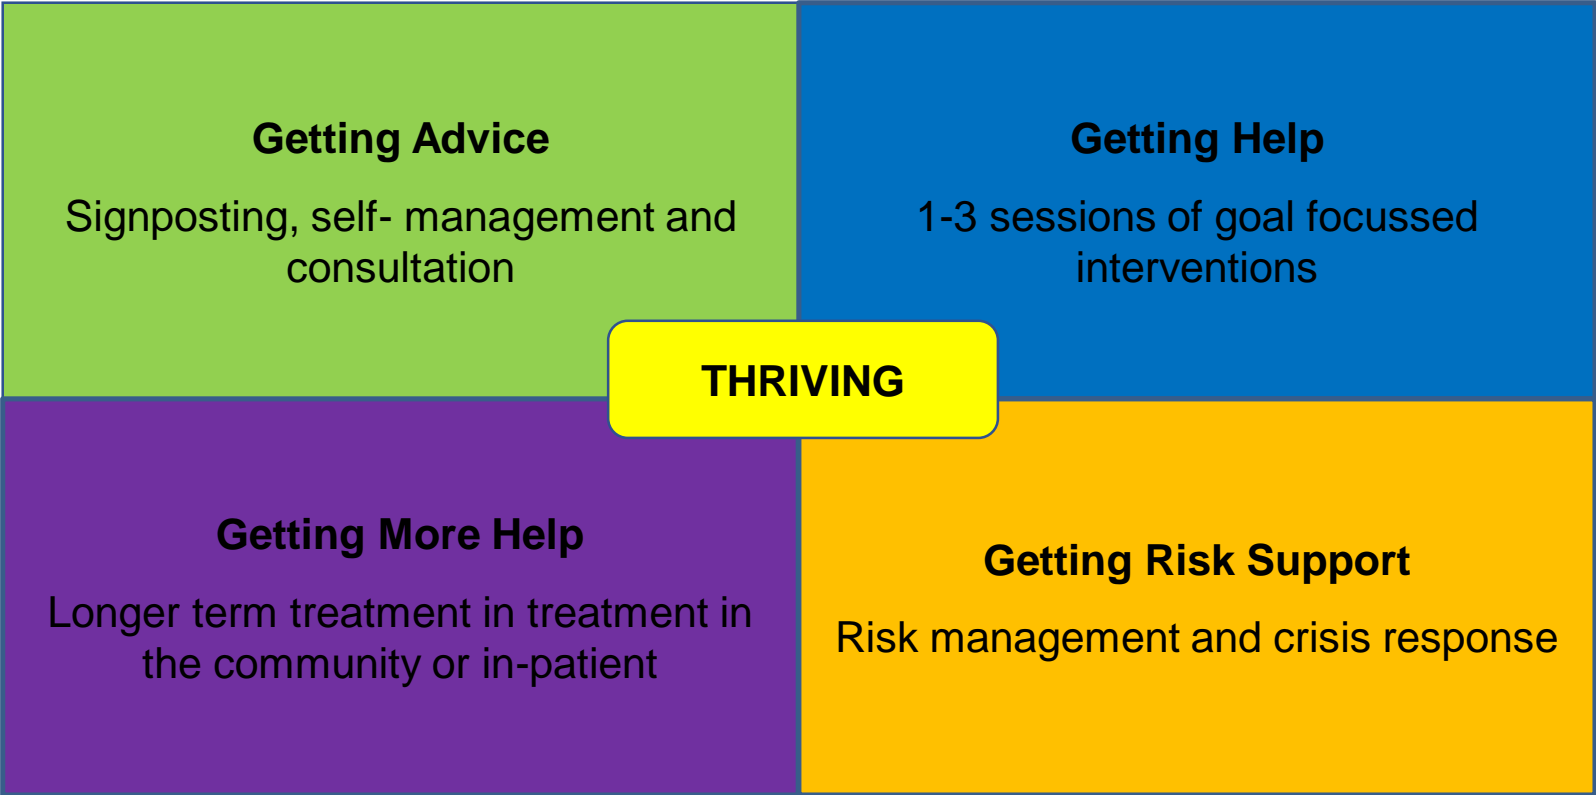 Getting Advice
Signposting, self- management and
consultation
Getting Help
1-3 sessions of goal focussed
interventions
THRIVING
Getting More Help
Longer term treatment in treatment in
the community or in-patient
Getting Risk Support
Risk management and crisis response